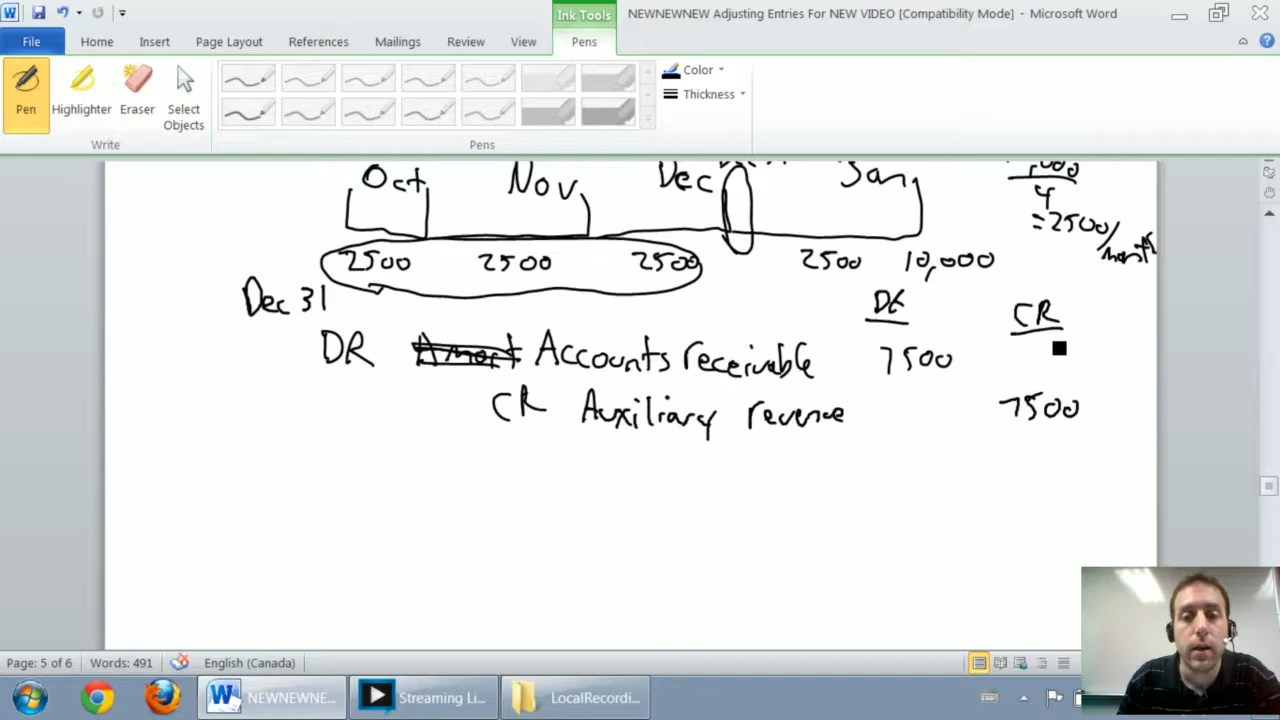 Ink Tools
NEWNEWNEW Adjusting Entries For NEW VIDEO [Compatibility Mode] - Microsoft Word
File Home Insert Page Layout References Mailings Review View Pens
Pen Highlighter Eraser Select Objects
Color
Thickness
Write Pens
Oct Nov Dec Jan
4
=2500/month
2500 2500 2500 2500 10,000
Dec 31
DR CR
DR Amort Accounts receivable 7500
CR Auxiliary revenue 7500
Page: 5 of 6 Words: 491 English (Canada)
NEWNEWNE... Streaming Li... LocalRecordi...